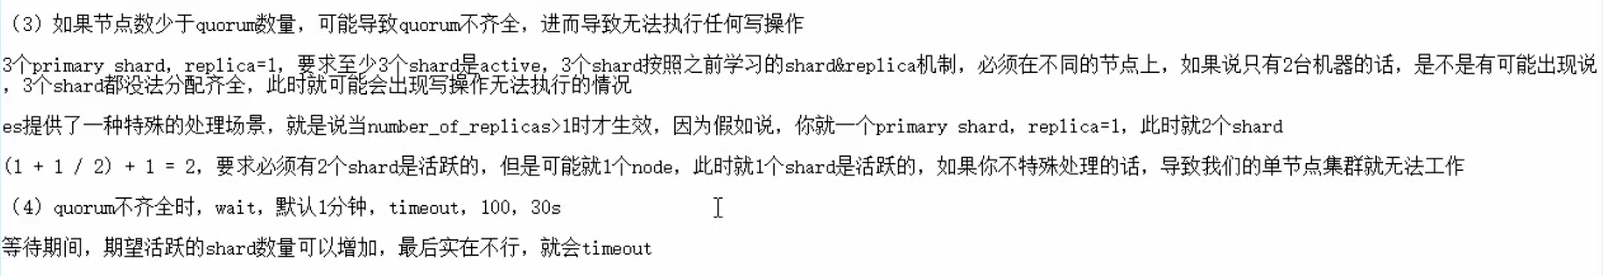 （3）如果节点数少于quorum数量，可能导致quorum不齐全，进而导致无法执行任何写操作
3个primary shard，replica=1，要求至少3个shard是active，3个shard按照之前学习的shard&replica机制，必须在不同的节点上，如果说只有2台机器的话，是不是有可能出现说
，3个shard都没法分配齐全，此时就可能会出现写操作无法执行的情况
es提供了一种特殊的处理场景，就是说当number_of_replicas>1时才生效，因为假如说，你就一个primary shard，replica=1，此时就2个shard
(1 + 1 / 2) + 1 = 2，要求必须有2个shard是活跃的，但是可能就1个node，此时就1个shard是活跃的，如果你不特殊处理的话，导致我们的单节点集群就无法工作
（4）quorum不齐全时，wait，默认1分钟，timeout，100，30s
等待期间，期望活跃的shard数量可以增加，最后实在不行，就会timeout